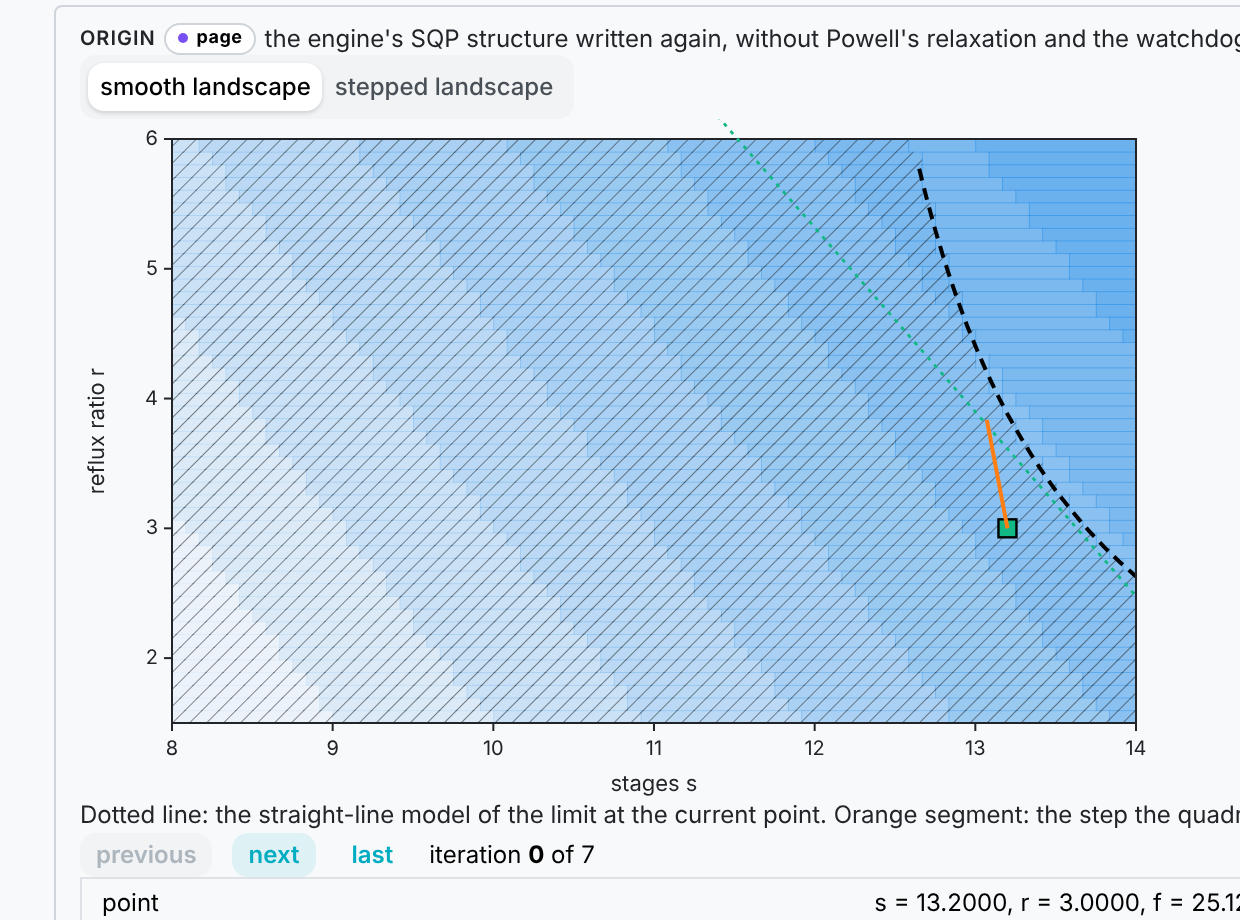 ORIGIN page the engine's SQP structure written again, without Powell's relaxation and the
smooth landscape stepped landscape
6
5
4
3
2
reflux ratio r
8 9 10 11 12 13 14
stages s
Dotted line: the straight-line model of the limit at the current point. Orange segment: the step the
previous next last iteration 0 of 7
point s = 13.2000, r = 3.0000, f = 25.12